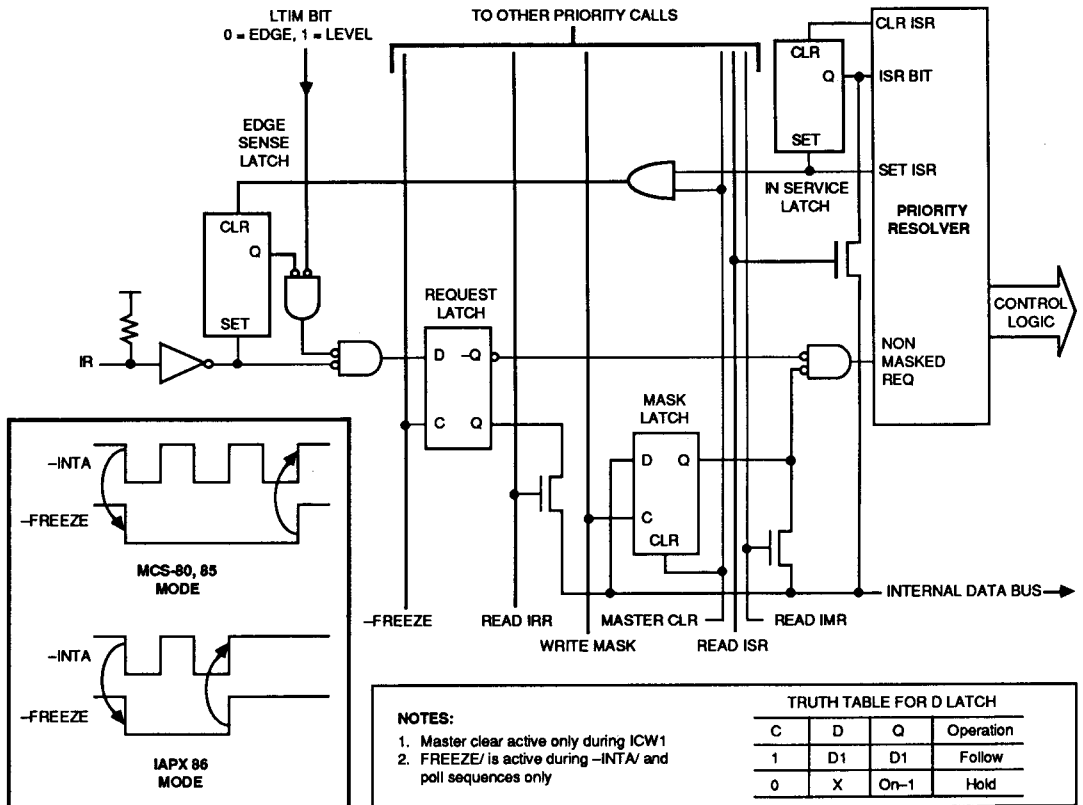 LTIM BIT
0 = EDGE, 1 = LEVEL
TO OTHER PRIORITY CALLS
EDGE
SENSE
LATCH
CLR
Q
SET
IR
REQUEST
LATCH
D
–Q
C
Q
MASK
LATCH
D
Q
C
CLR
CLR
Q
SET
IN SERVICE
LATCH
CLR ISR
ISR BIT
SET ISR
PRIORITY
RESOLVER
NON
MASKED
REQ
CONTROL
LOGIC
INTERNAL DATA BUS
–FREEZE
READ IRR
WRITE MASK
MASTER CLR
READ ISR
READ IMR
–INTA
–FREEZE
MCS-80, 85
MODE
–INTA
–FREEZE
IAPX 86
MODE
NOTES:
1. Master clear active only during ICW1
2. FREEZE/ is active during –INTA/ and
poll sequences only
TRUTH TABLE FOR D LATCH
C D Q Operation
1 D1 D1 Follow
0 X On–1 Hold